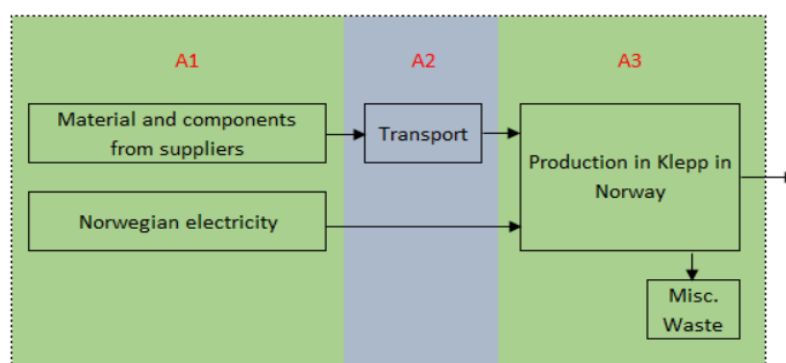 A1
A2
A3
Material and components
from suppliers
Transport
Production in Klepp in
Norway
Norwegian electricity
Misc.
Waste